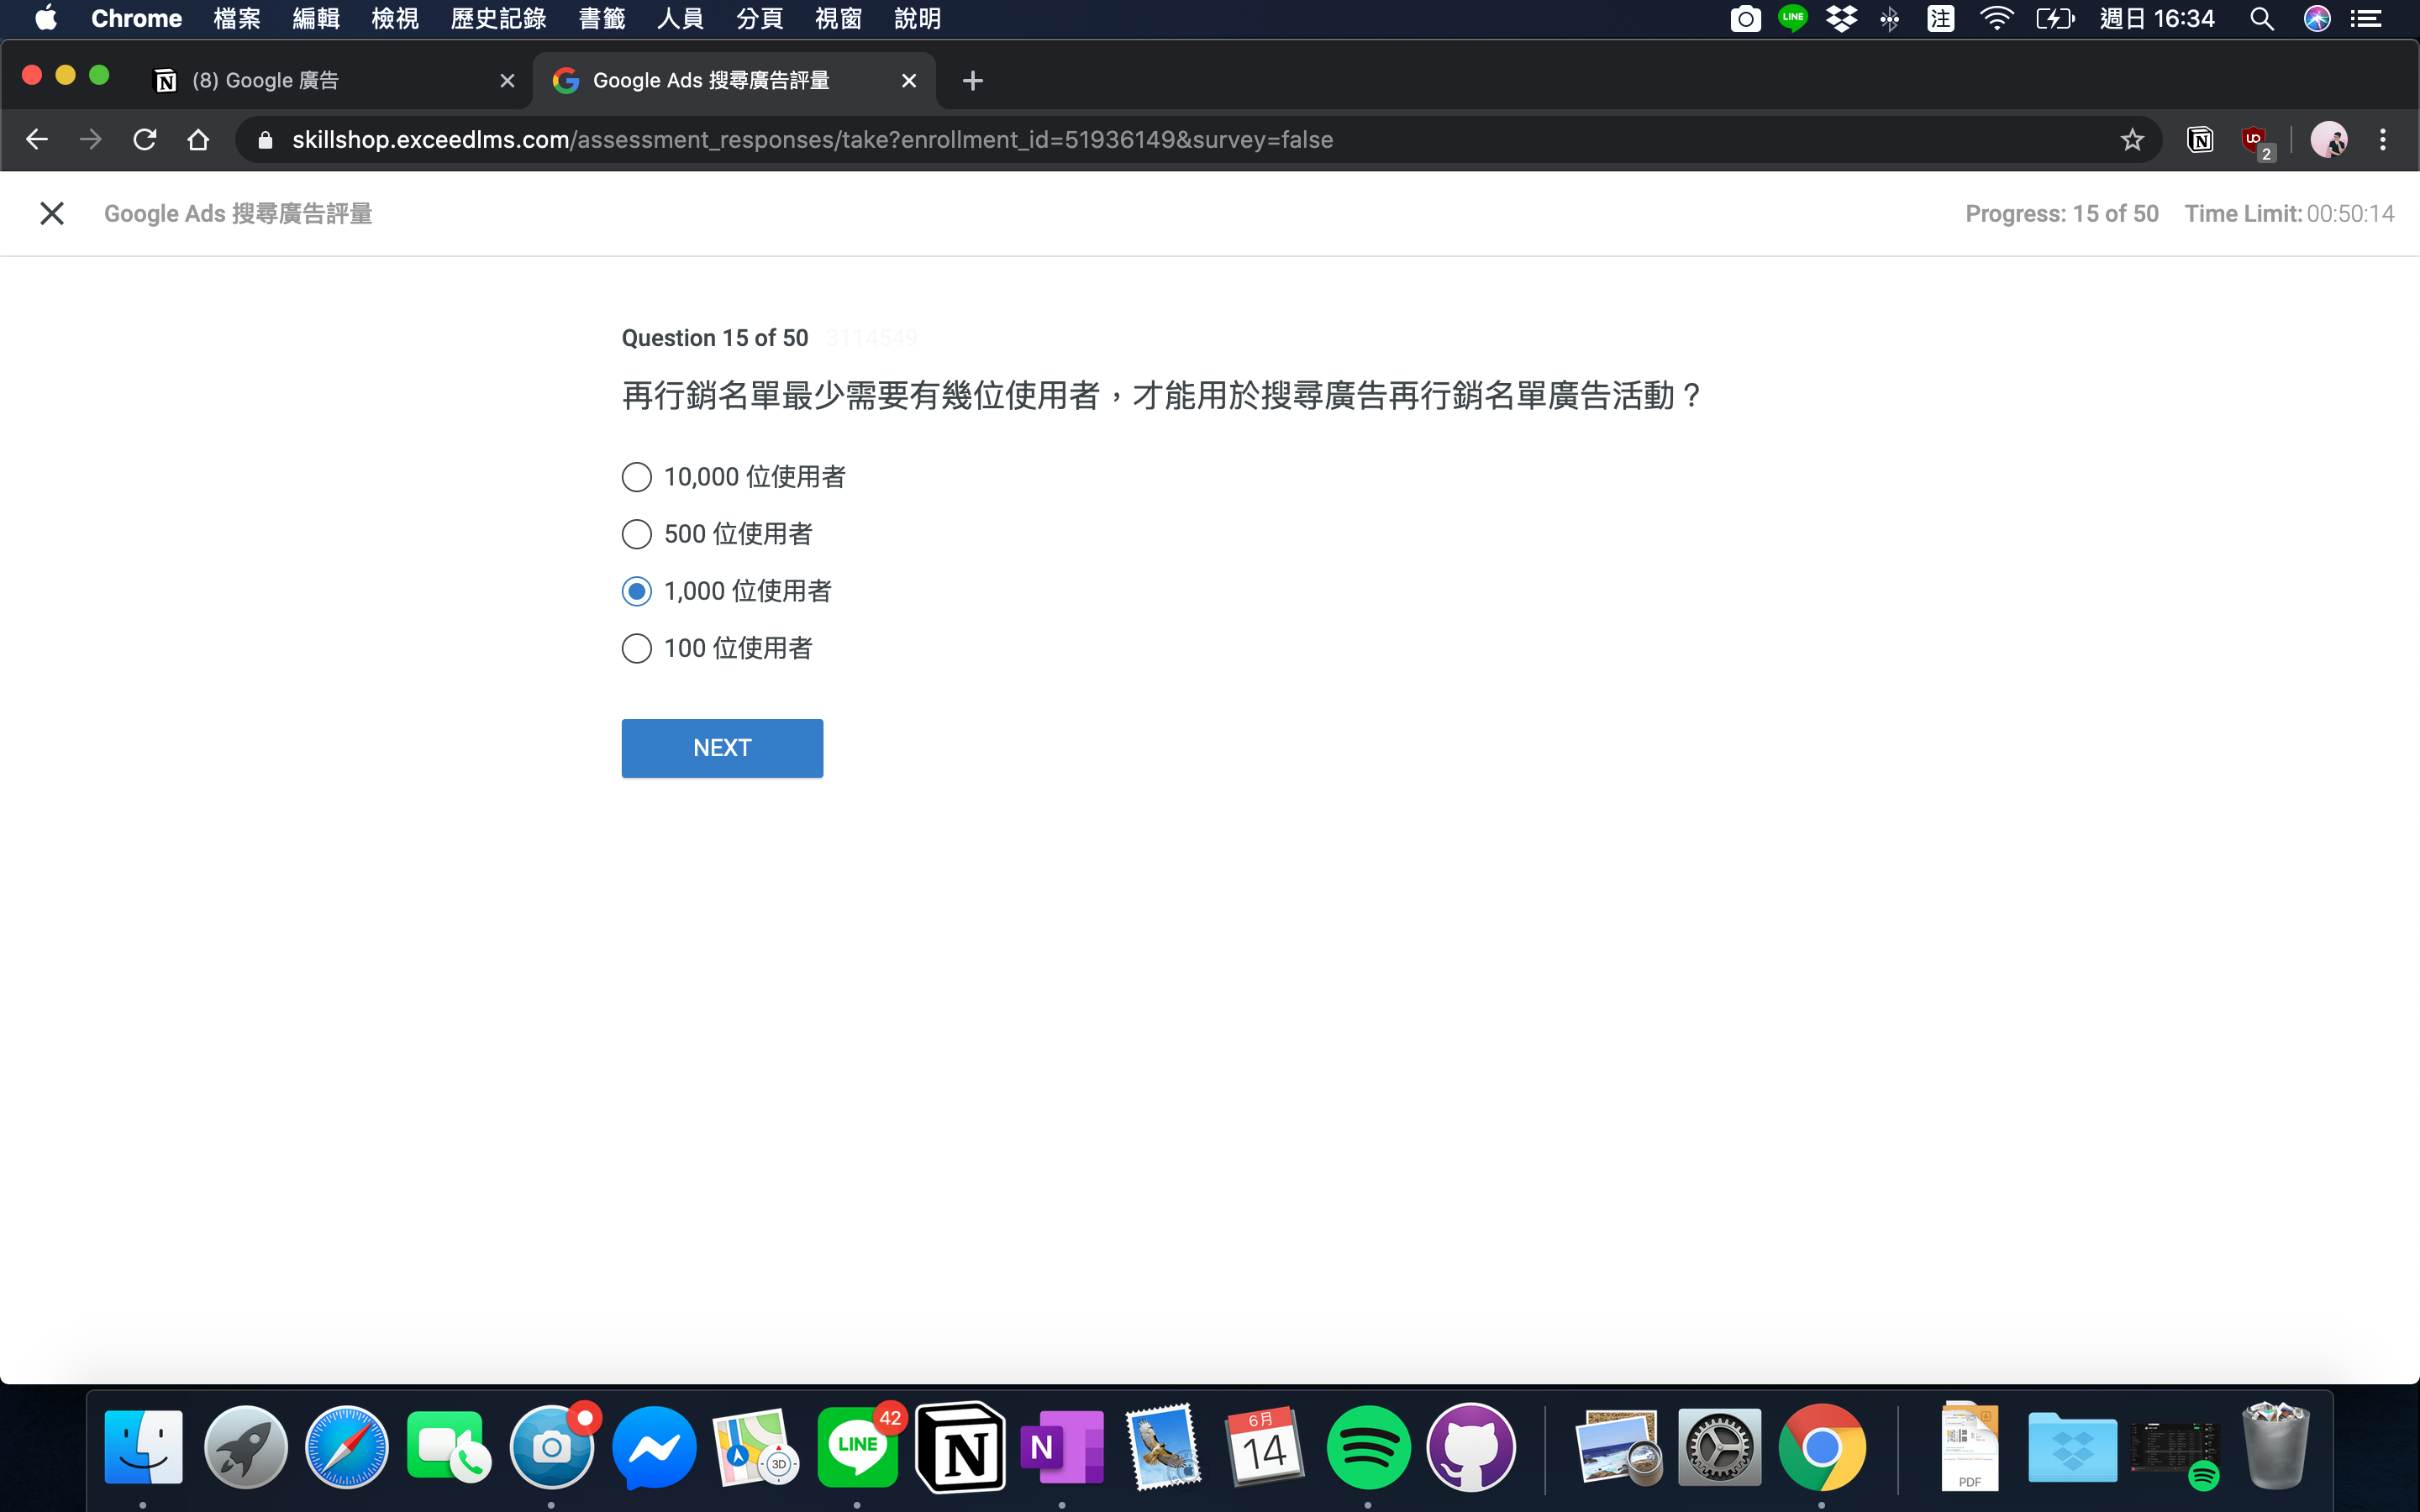 Chrome 檔案 編輯 檢視 歷史記錄 書籤 人員 分頁 視窗 說明 LINE 注 週日 16:34
(8) Google 廣告
Google Ads 搜尋廣告評量
skillshop.exceedlms.com/assessment_responses/take?enrollment_id=51936149&survey=false
2
Google Ads 搜尋廣告評量
Progress: 15 of 50 Time Limit: 00:50:14
Question 15 of 50 3114549
再行銷名單最少需要有幾位使用者，才能用於搜尋廣告再行銷名單廣告活動？
10,000 位使用者
500 位使用者
1,000 位使用者
100 位使用者
NEXT
3D
LINE
42
N
N
6月
14
PDF